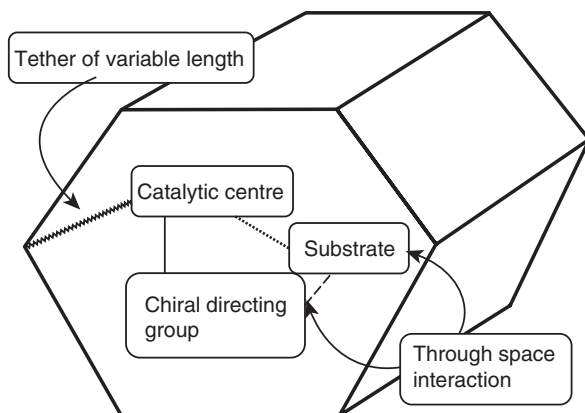 Tether of variable length
Catalytic centre
Substrate
Chiral directing
group
Through space
interaction